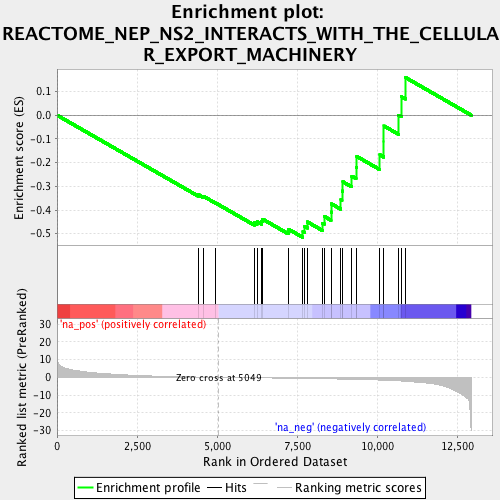 Enrichment plot:
REACTOME_NEP_NS2_INTERACTS_WITH_THE_CELLULA
R_EXPORT_MACHINERY
Enrichment score (ES)
0.1
0.0
-0.1
-0.2
-0.3
-0.4
-0.5
'na_pos' (positively correlated)
Ranked list metric (PreRanked)
30
20
10
0
-10
-20
-30
Zero cross at 5049
'na_neg' (negatively correlated)
0
2,500
5,000
7,500
10,000
12,500
Rank in Ordered Dataset
Enrichment profile
Hits
Ranking metric scores